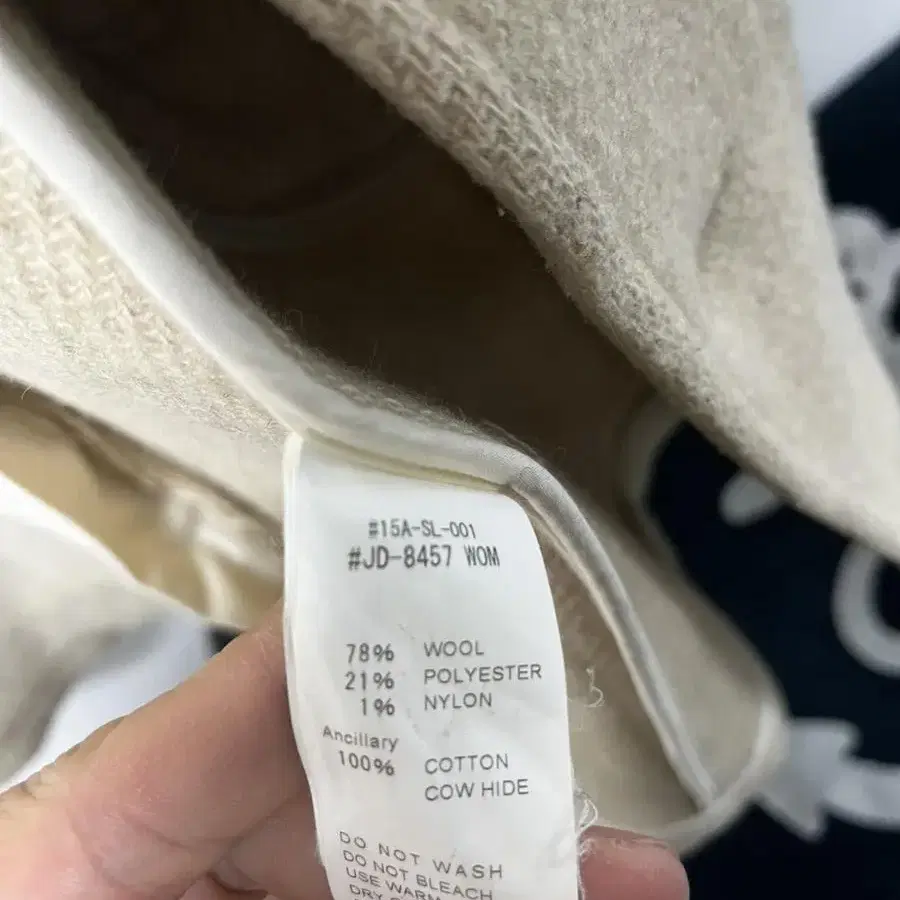 #15A-SL-001
#JD-8457 WOM
78% WOOL
21% POLYESTER
1% NYLON
Ancillary
100% COTTON
COW HIDE
DO NOT WASH
DO NOT BLEACH
USE WARM
DRY